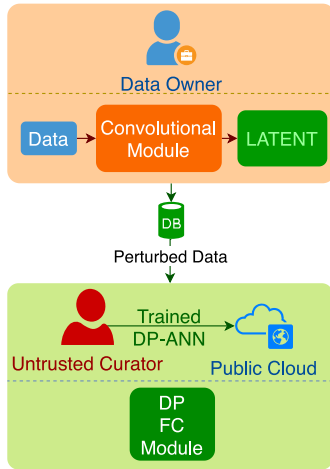 Data Owner
Data
Convolutional
Module
LATENT
DB
Perturbed Data
Trained
DP-ANN
Untrusted Curator
Public Cloud
DP
FC
Module